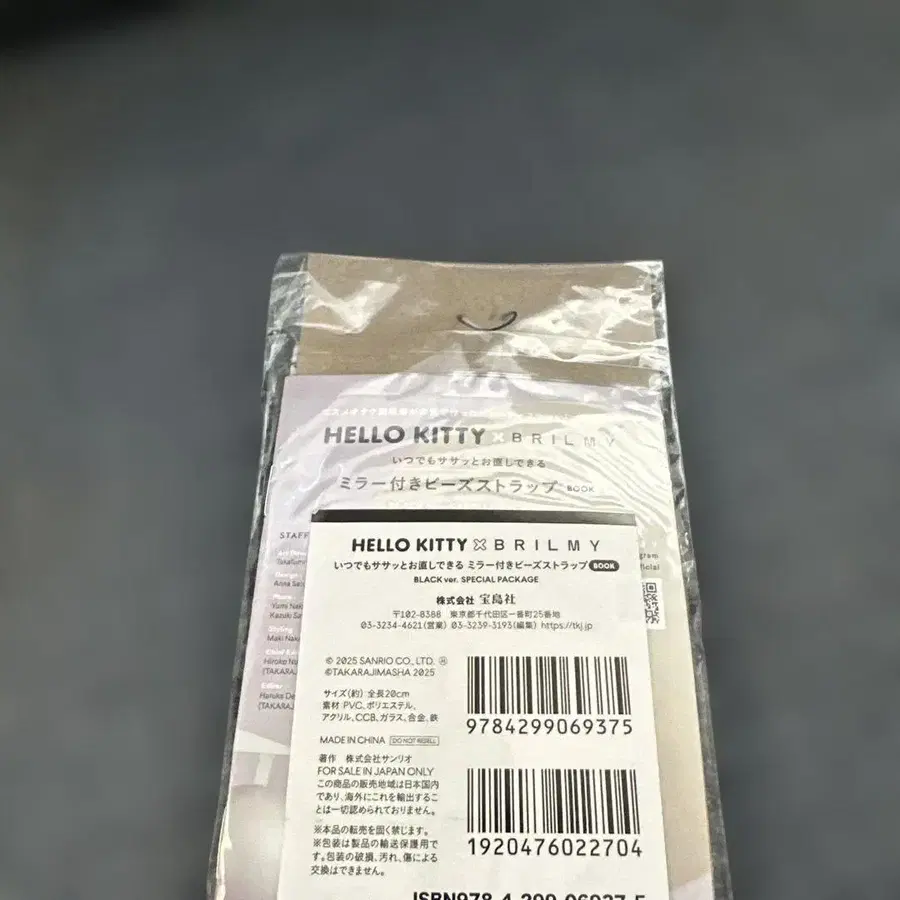 HELLO KITTY × BRILMY
いつでもササッとお直しできる
ミラー付きビーズストラップ BOOK
STAFF
HELLO KITTY × BRILMY
いつでもササッとお直しできる ミラー付きビーズストラップ BOOK
BLACK ver. SPECIAL PACKAGE
株式会社 宝島社
〒102-8388 東京都千代田区一番町25番地
03-3234-4621(営業) 03-3239-3193(編集) https://tkj.jp
© 2025 SANRIO CO., LTD.
©TAKARAJIMASHA 2025
サイズ(約) 全長20cm
素材 PVC、ポリエステル、
アクリル、CCB、ガラス、合金、鉄
MADE IN CHINA DO NOT RESELL
著作 株式会社サンリオ
FOR SALE IN JAPAN ONLY
この商品の販売地域は日本国内
であり、海外にこれを輸出するこ
とは一切認められておりません。
※本品の転売を固く禁じます。
※包装は製品の輸送保護用で
す。包装の破損、汚れ、傷による
交換はできません。
9784299069375
1920476022704
ISBN978-4-299-06937-5